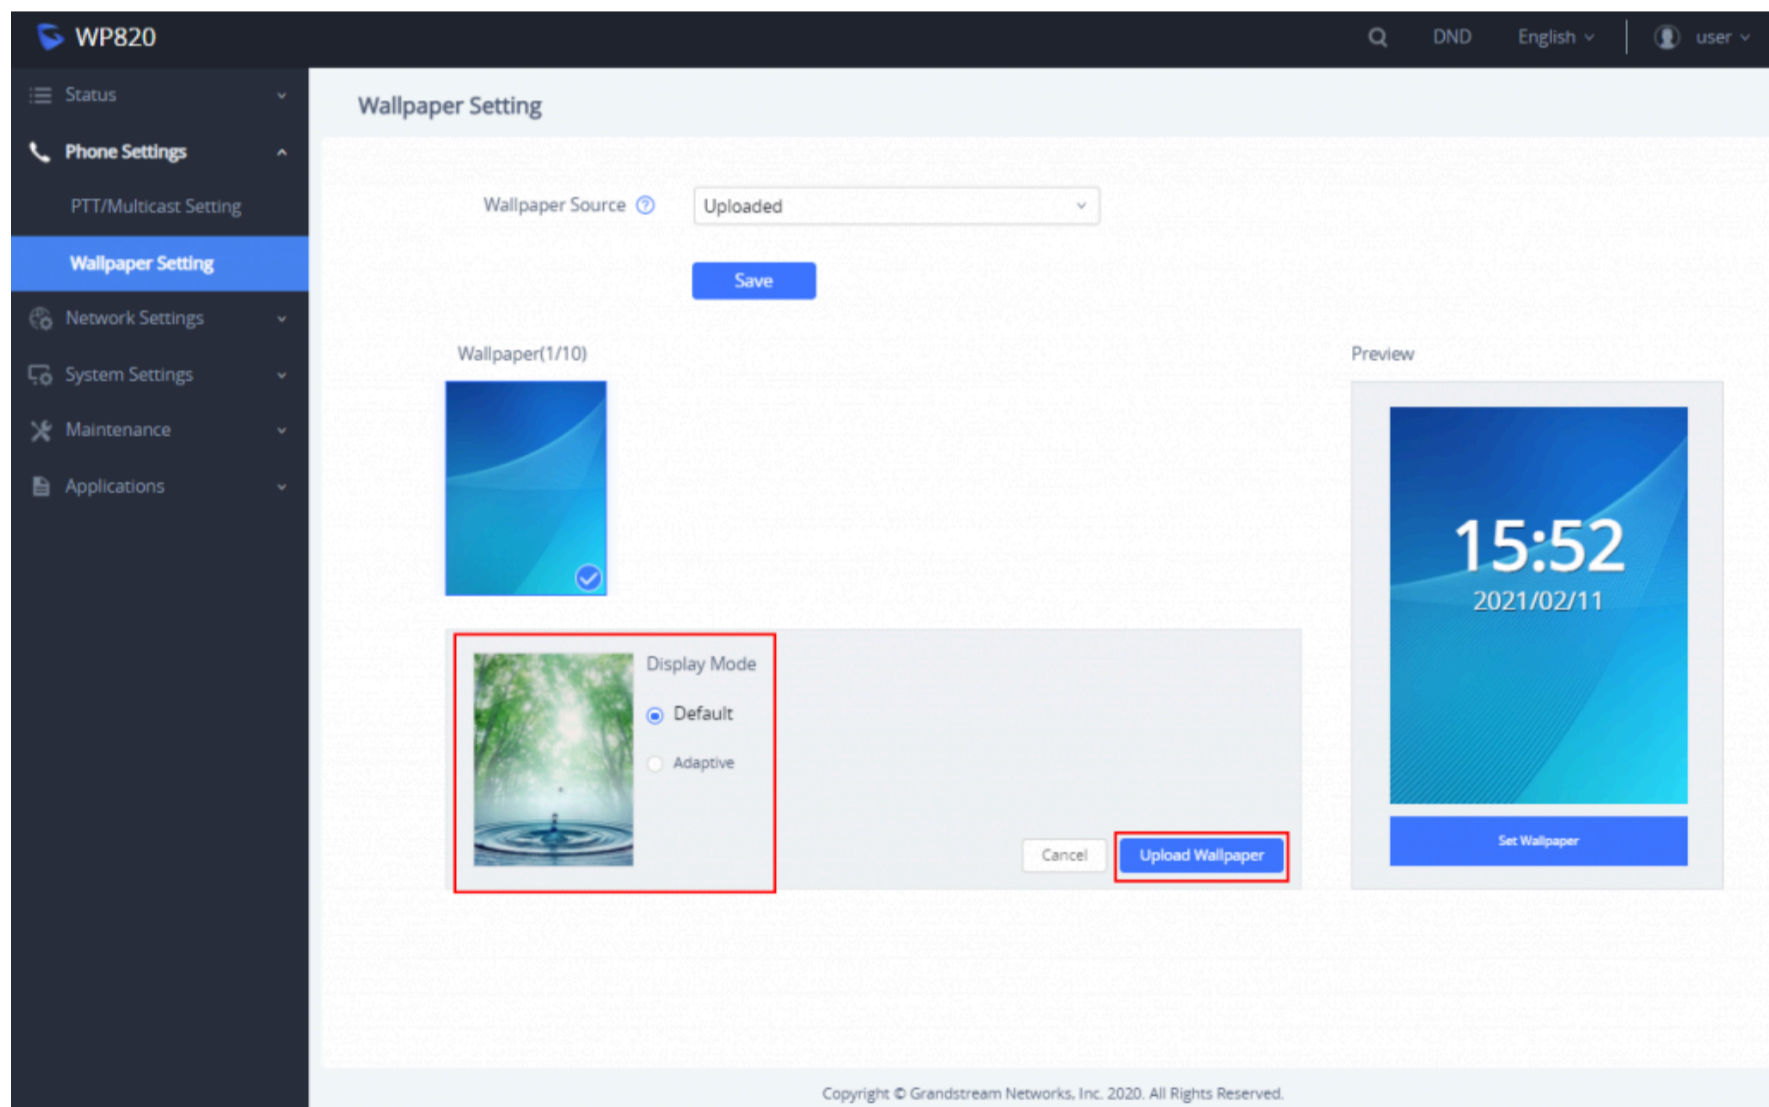 WP820
DND
English
user
Status
Phone Settings
PTT/Multicast Setting
Wallpaper Setting
Network Settings
System Settings
Maintenance
Applications
Wallpaper Setting
Wallpaper Source ?
Uploaded
Save
Wallpaper(1/10)
Display Mode
Default
Adaptive
Cancel
Upload Wallpaper
Preview
15:52
2021/02/11
Set Wallpaper
Copyright © Grandstream Networks, Inc. 2020. All Rights Reserved.